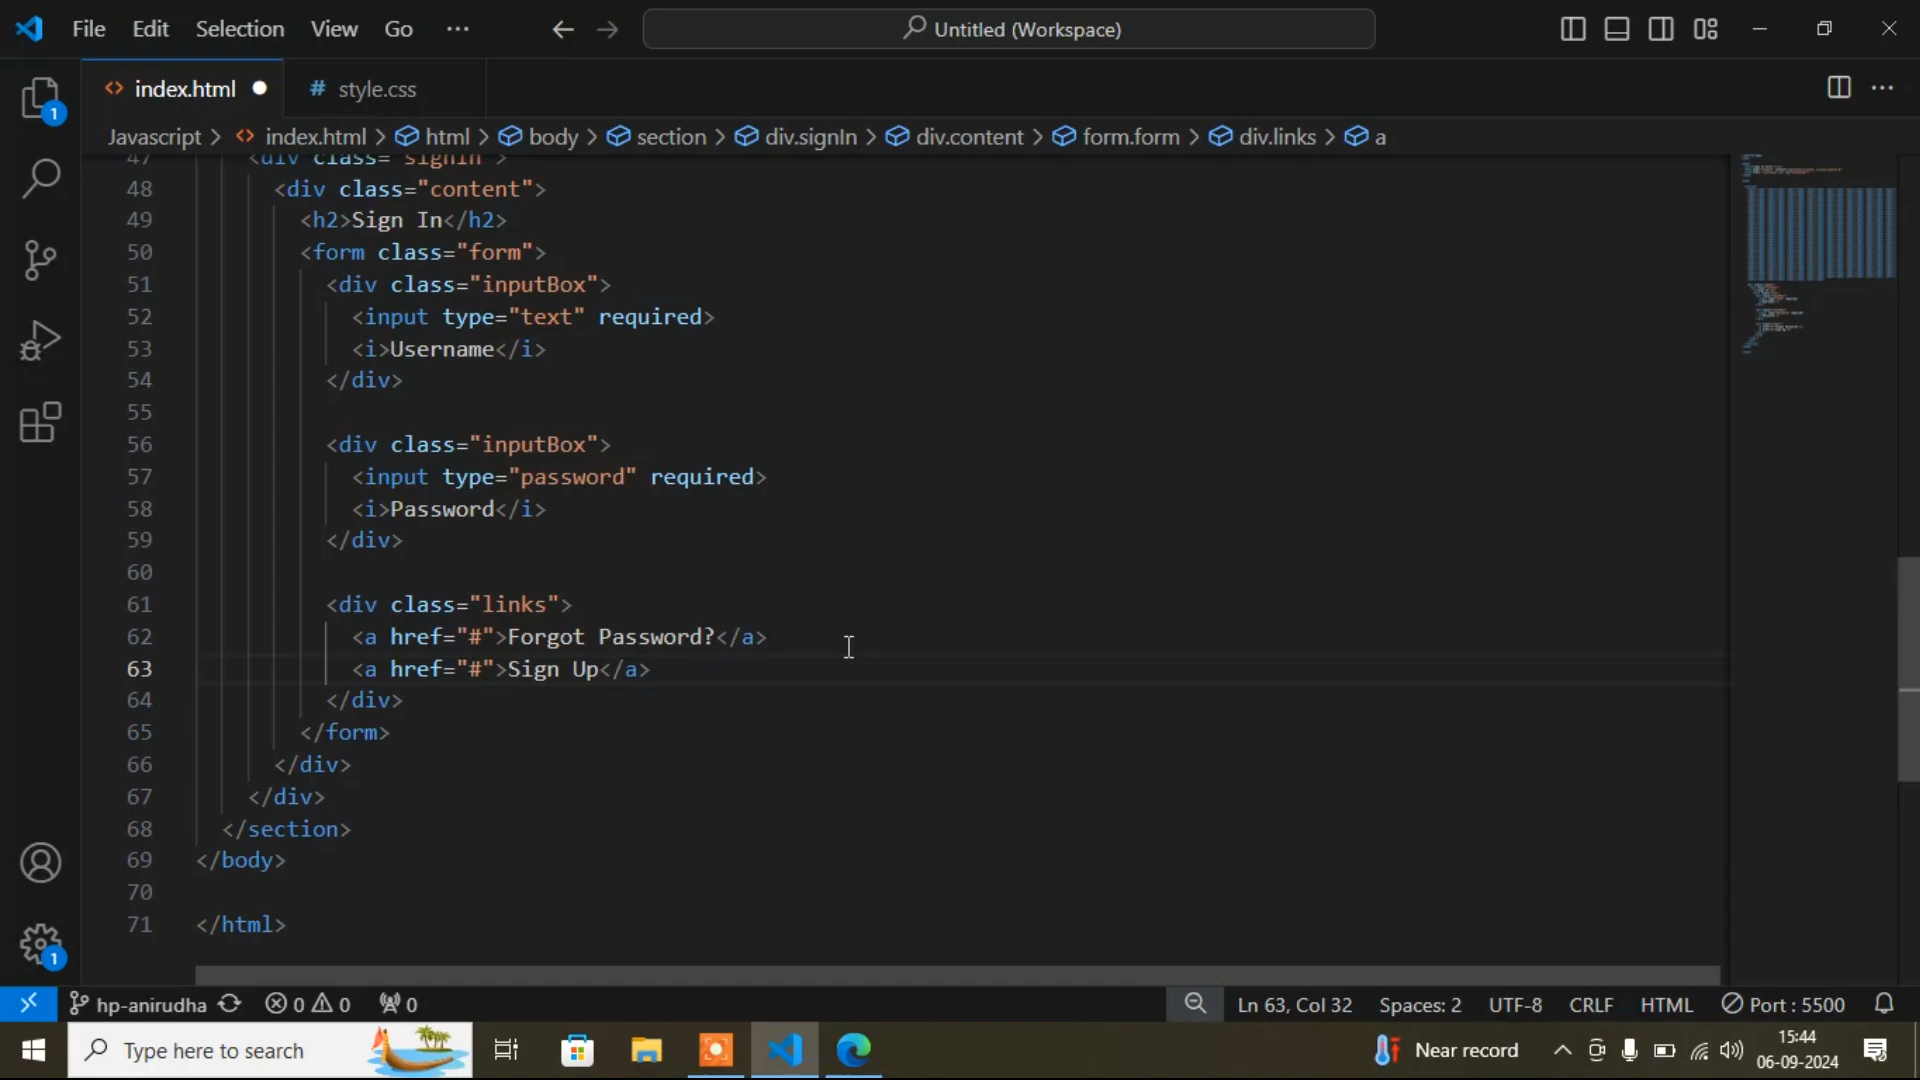 File Edit Selection View Go ··· Untitled (Workspace)
index.html # style.css
Javascript > index.html > html > body > section > div.signIn > div.content > form.form > div.links > a
47 <div class="signIn">
48 <div class="content">
49 <h2>Sign In</h2>
50 <form class="form">
51 <div class="inputBox">
52 <input type="text" required>
53 <i>Username</i>
54 </div>
55
56 <div class="inputBox">
57 <input type="password" required>
58 <i>Password</i>
59 </div>
60
61 <div class="links">
62 <a href="#">Forgot Password?</a>
63 <a href="#">Sign Up</a>
64 </div>
65 </form>
66 </div>
67 </div>
68 </section>
69 </body>
70
71 </html>
1
1
hp-anirudha 0 0 0 Ln 63, Col 32 Spaces: 2 UTF-8 CRLF HTML Port : 5500
Type here to search Near record 15:44
06-09-2024